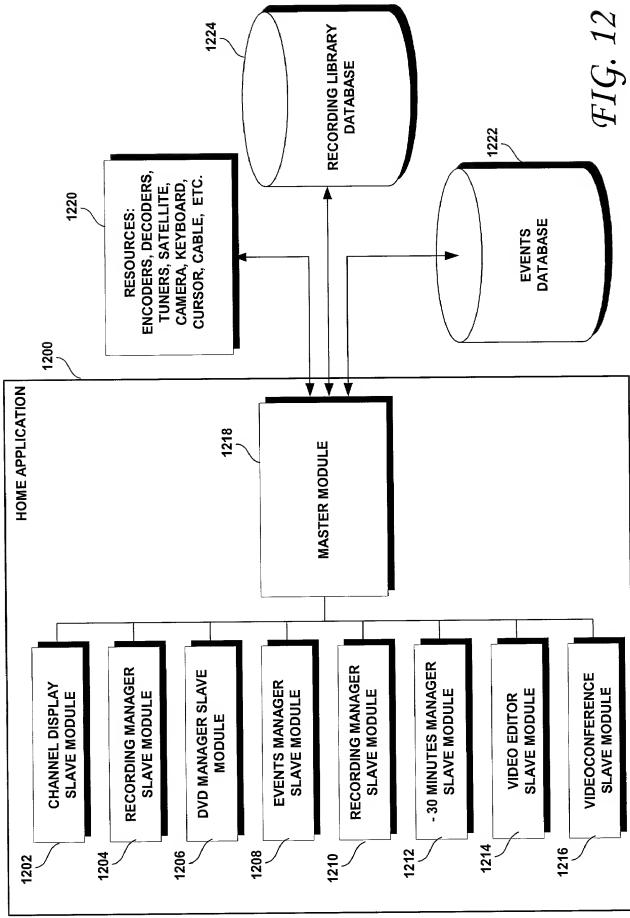 HOME APPLICATION
1200
1202
CHANNEL DISPLAY
SLAVE MODULE
1204
RECORDING MANAGER
SLAVE MODULE
1206
DVD MANAGER SLAVE
MODULE
1208
EVENTS MANAGER
SLAVE MODULE
1210
RECORDING MANAGER
SLAVE MODULE
1212
- 30 MINUTES MANAGER
SLAVE MODULE
1214
VIDEO EDITOR
SLAVE MODULE
1216
VIDEOCONFERENCE
SLAVE MODULE
1218
MASTER MODULE
1220
RESOURCES:
ENCODERS, DECODERS,
TUNERS, SATELLITE,
CAMERA, KEYBOARD,
CURSOR, CABLE, ETC.
1224
RECORDING LIBRARY
DATABASE
1222
EVENTS
DATABASE
FIG. 12